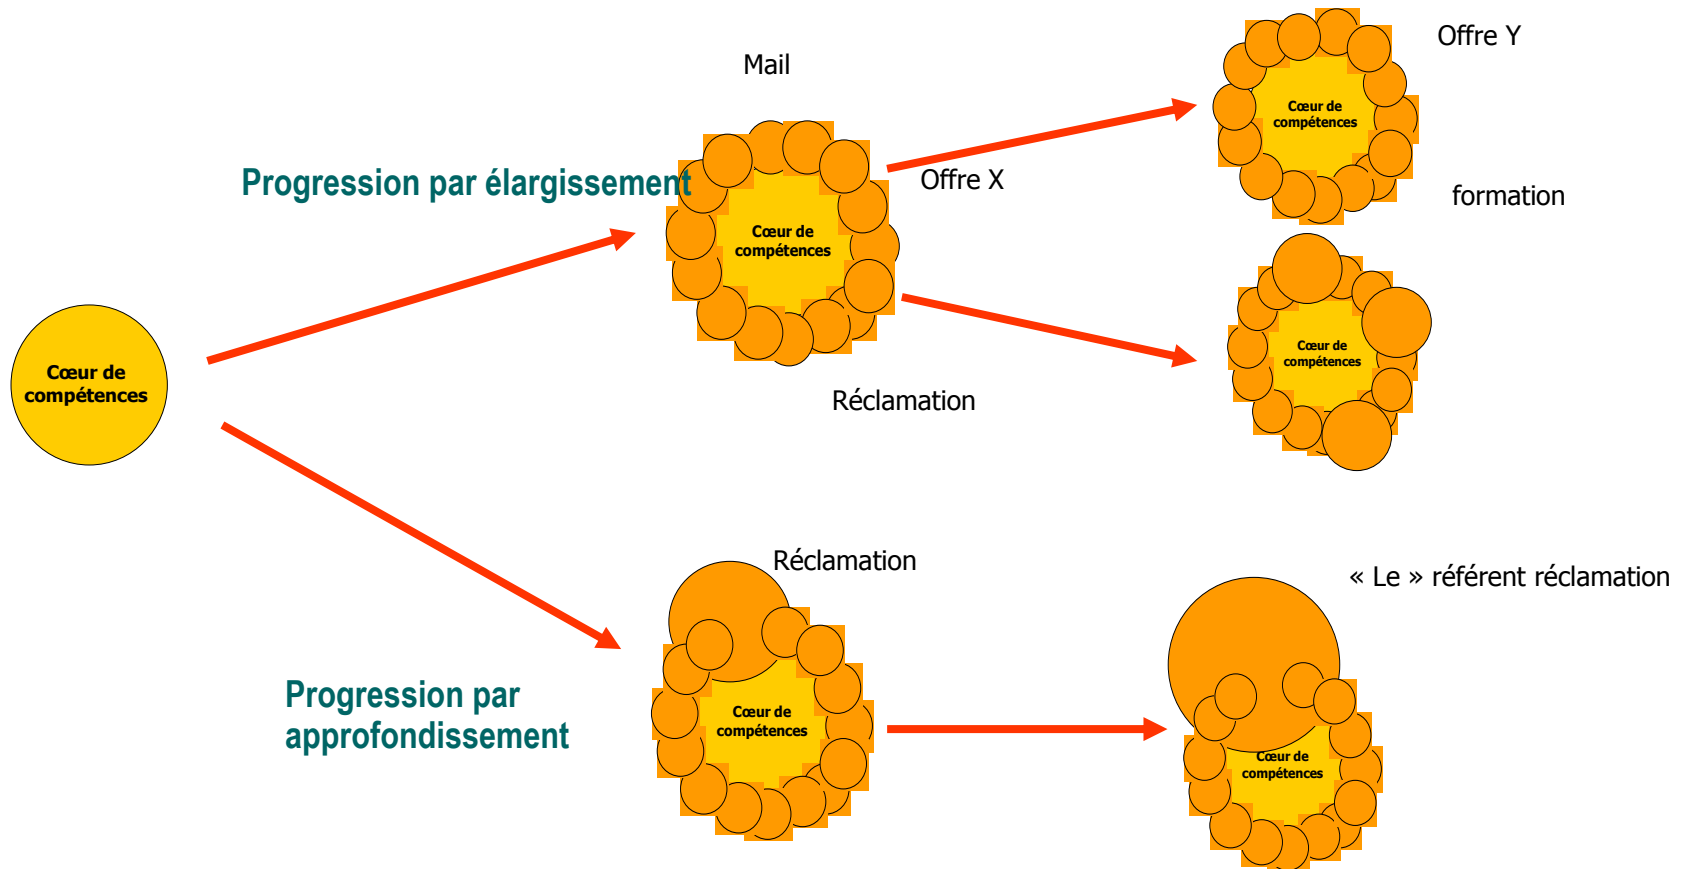 Mail
Offre Y
Progression par élargissement
Offre X
Cœur de
compétences
formation
Cœur de
compétences
Cœur de
compétences
Réclamation
Cœur de
compétences
Réclamation
« Le » référent réclamation
Progression par
approfondissement
Cœur de
compétences
Cœur de
compétences